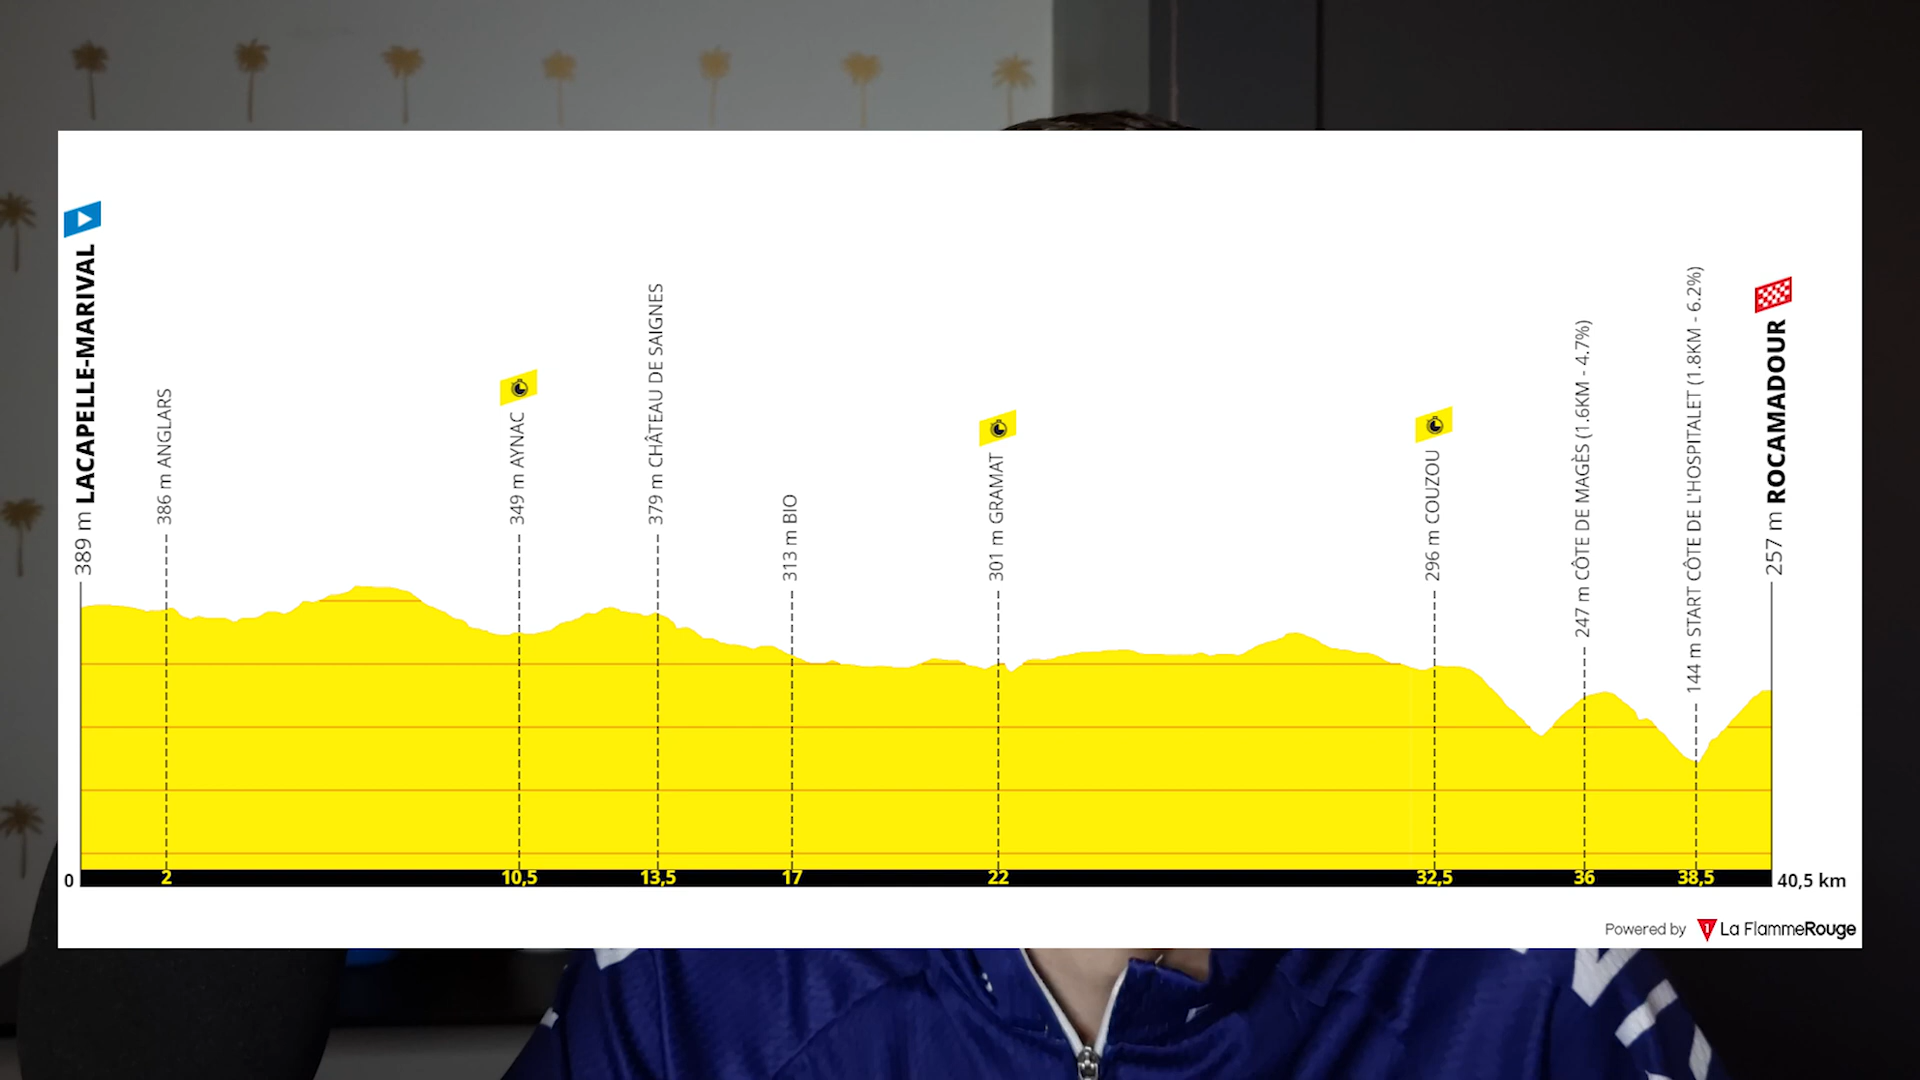 389 m LACAPELLE-MARIVAL
386 m ANGLARS
349 m AYNAC
379 m CHÂTEAU DE SAIGNES
313 m BIO
301 m GRAMAT
296 m COUZOU
247 m CÔTE DE MAGÈS (1.6KM - 4.7%)
144 m START CÔTE DE L'HOSPITALET (1.8KM - 6.2%)
257 m ROCAMADOUR
0
2
10,5
13,5
17
22
32,5
36
38,5
40,5 km
Powered by 1 La FlammeRouge